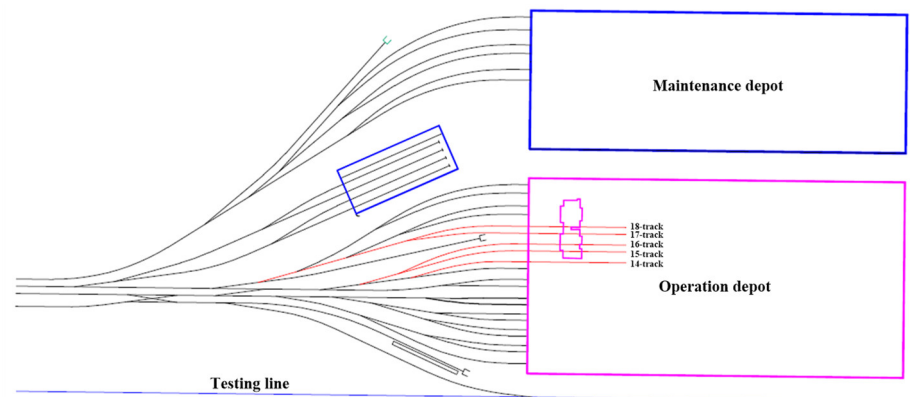 Maintenance depot
18-track
17-track
16-track
15-track
14-track
Operation depot
Testing line